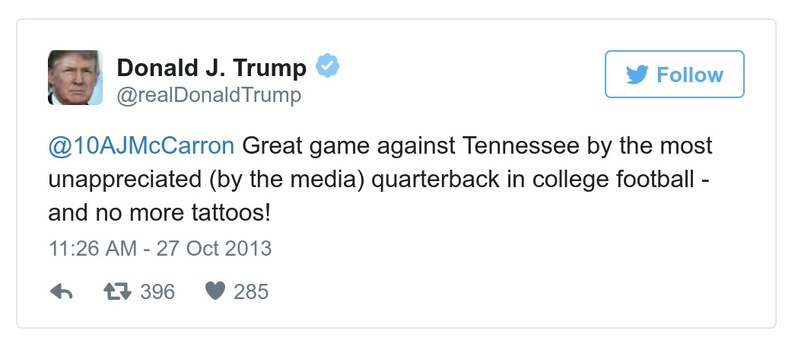 Donald J. Trump
@realDonaldTrump
Follow
@10AJMcCarron Great game against Tennessee by the most
unappreciated (by the media) quarterback in college football -
and no more tattoos!
11:26 AM - 27 Oct 2013
396 285